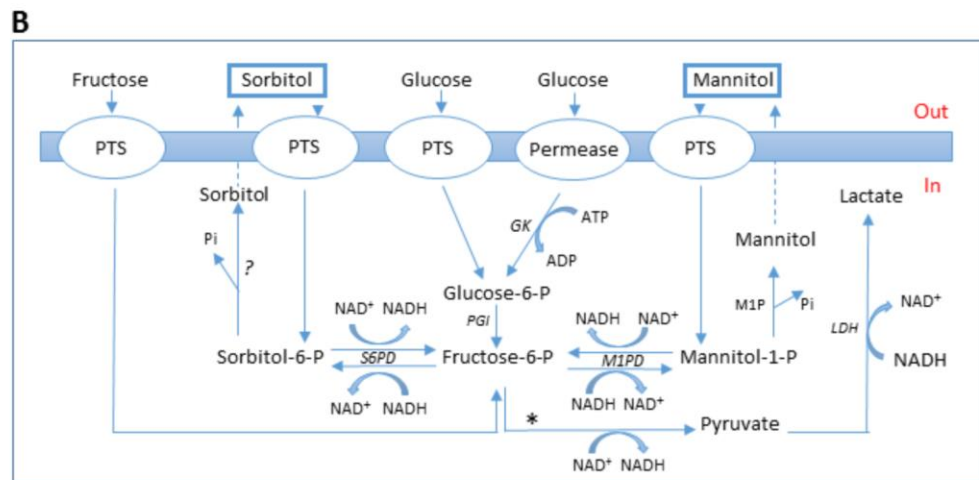 B
Fructose Sorbitol Glucose Glucose Mannitol
Out
PTS PTS PTS Permease PTS
In
Sorbitol Lactate
GK ATP
Pi Mannitol
? ADP
Glucose-6-P
NAD⁺ NADH PGI NADH NAD⁺ M1P Pi LDH NAD⁺
Sorbitol-6-P S6PD Fructose-6-P M1PD Mannitol-1-P NADH
NAD⁺ NADH NADH NAD⁺
* Pyruvate
NAD⁺ NADH